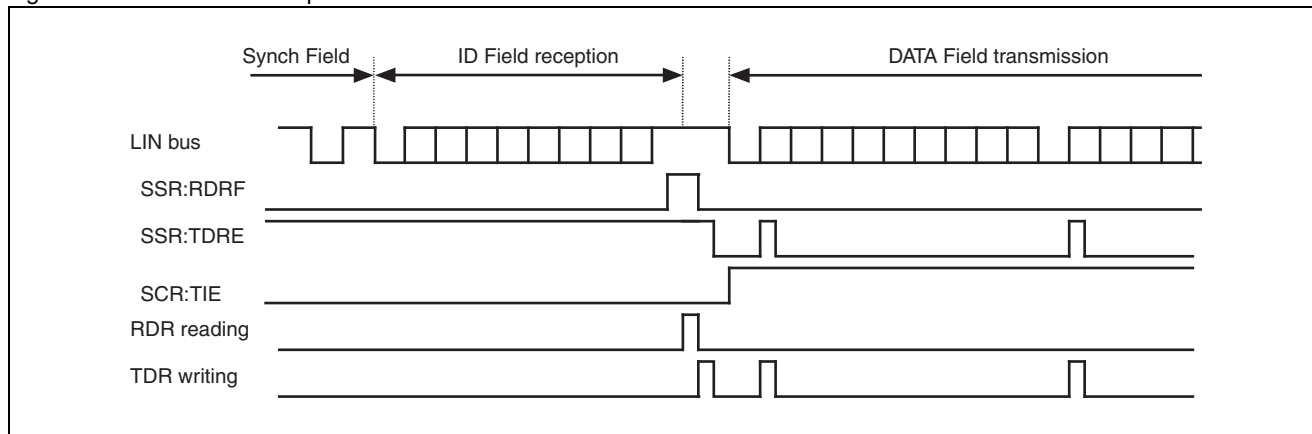 Synch Field ID Field reception DATA Field transmission
LIN bus
SSR:RDRF
SSR:TDRE
SCR:TIE
RDR reading
TDR writing